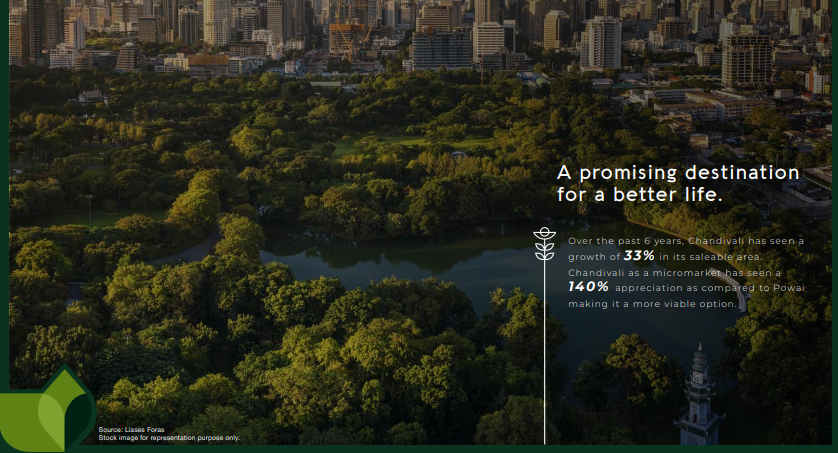 A promising destination
for a better life.
Over the past 6 years, Chandivali has seen a
growth of 33% in its saleable area.
Chandivali as a micromarket has seen a
140% appreciation as compared to Powai
making it a more viable option.
Source: Liases Foras
Stock image for representation purpose only.